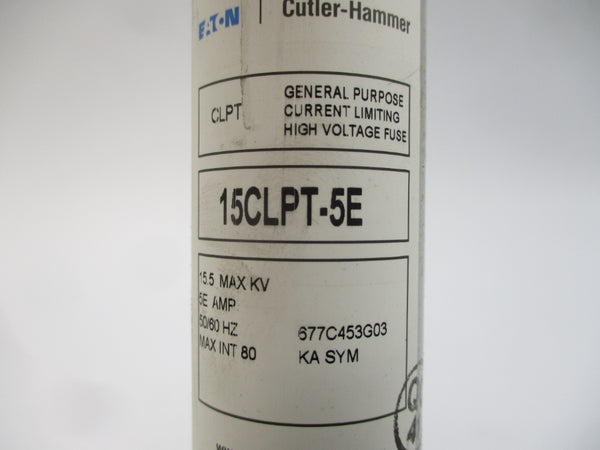 EATON
Cutler-Hammer
CLPT
GENERAL PURPOSE
CURRENT LIMITING
HIGH VOLTAGE FUSE
15CLPT-5E
15.5 MAX KV
5E AMP
50/60 HZ 677C453G03
MAX INT 80 KA SYM